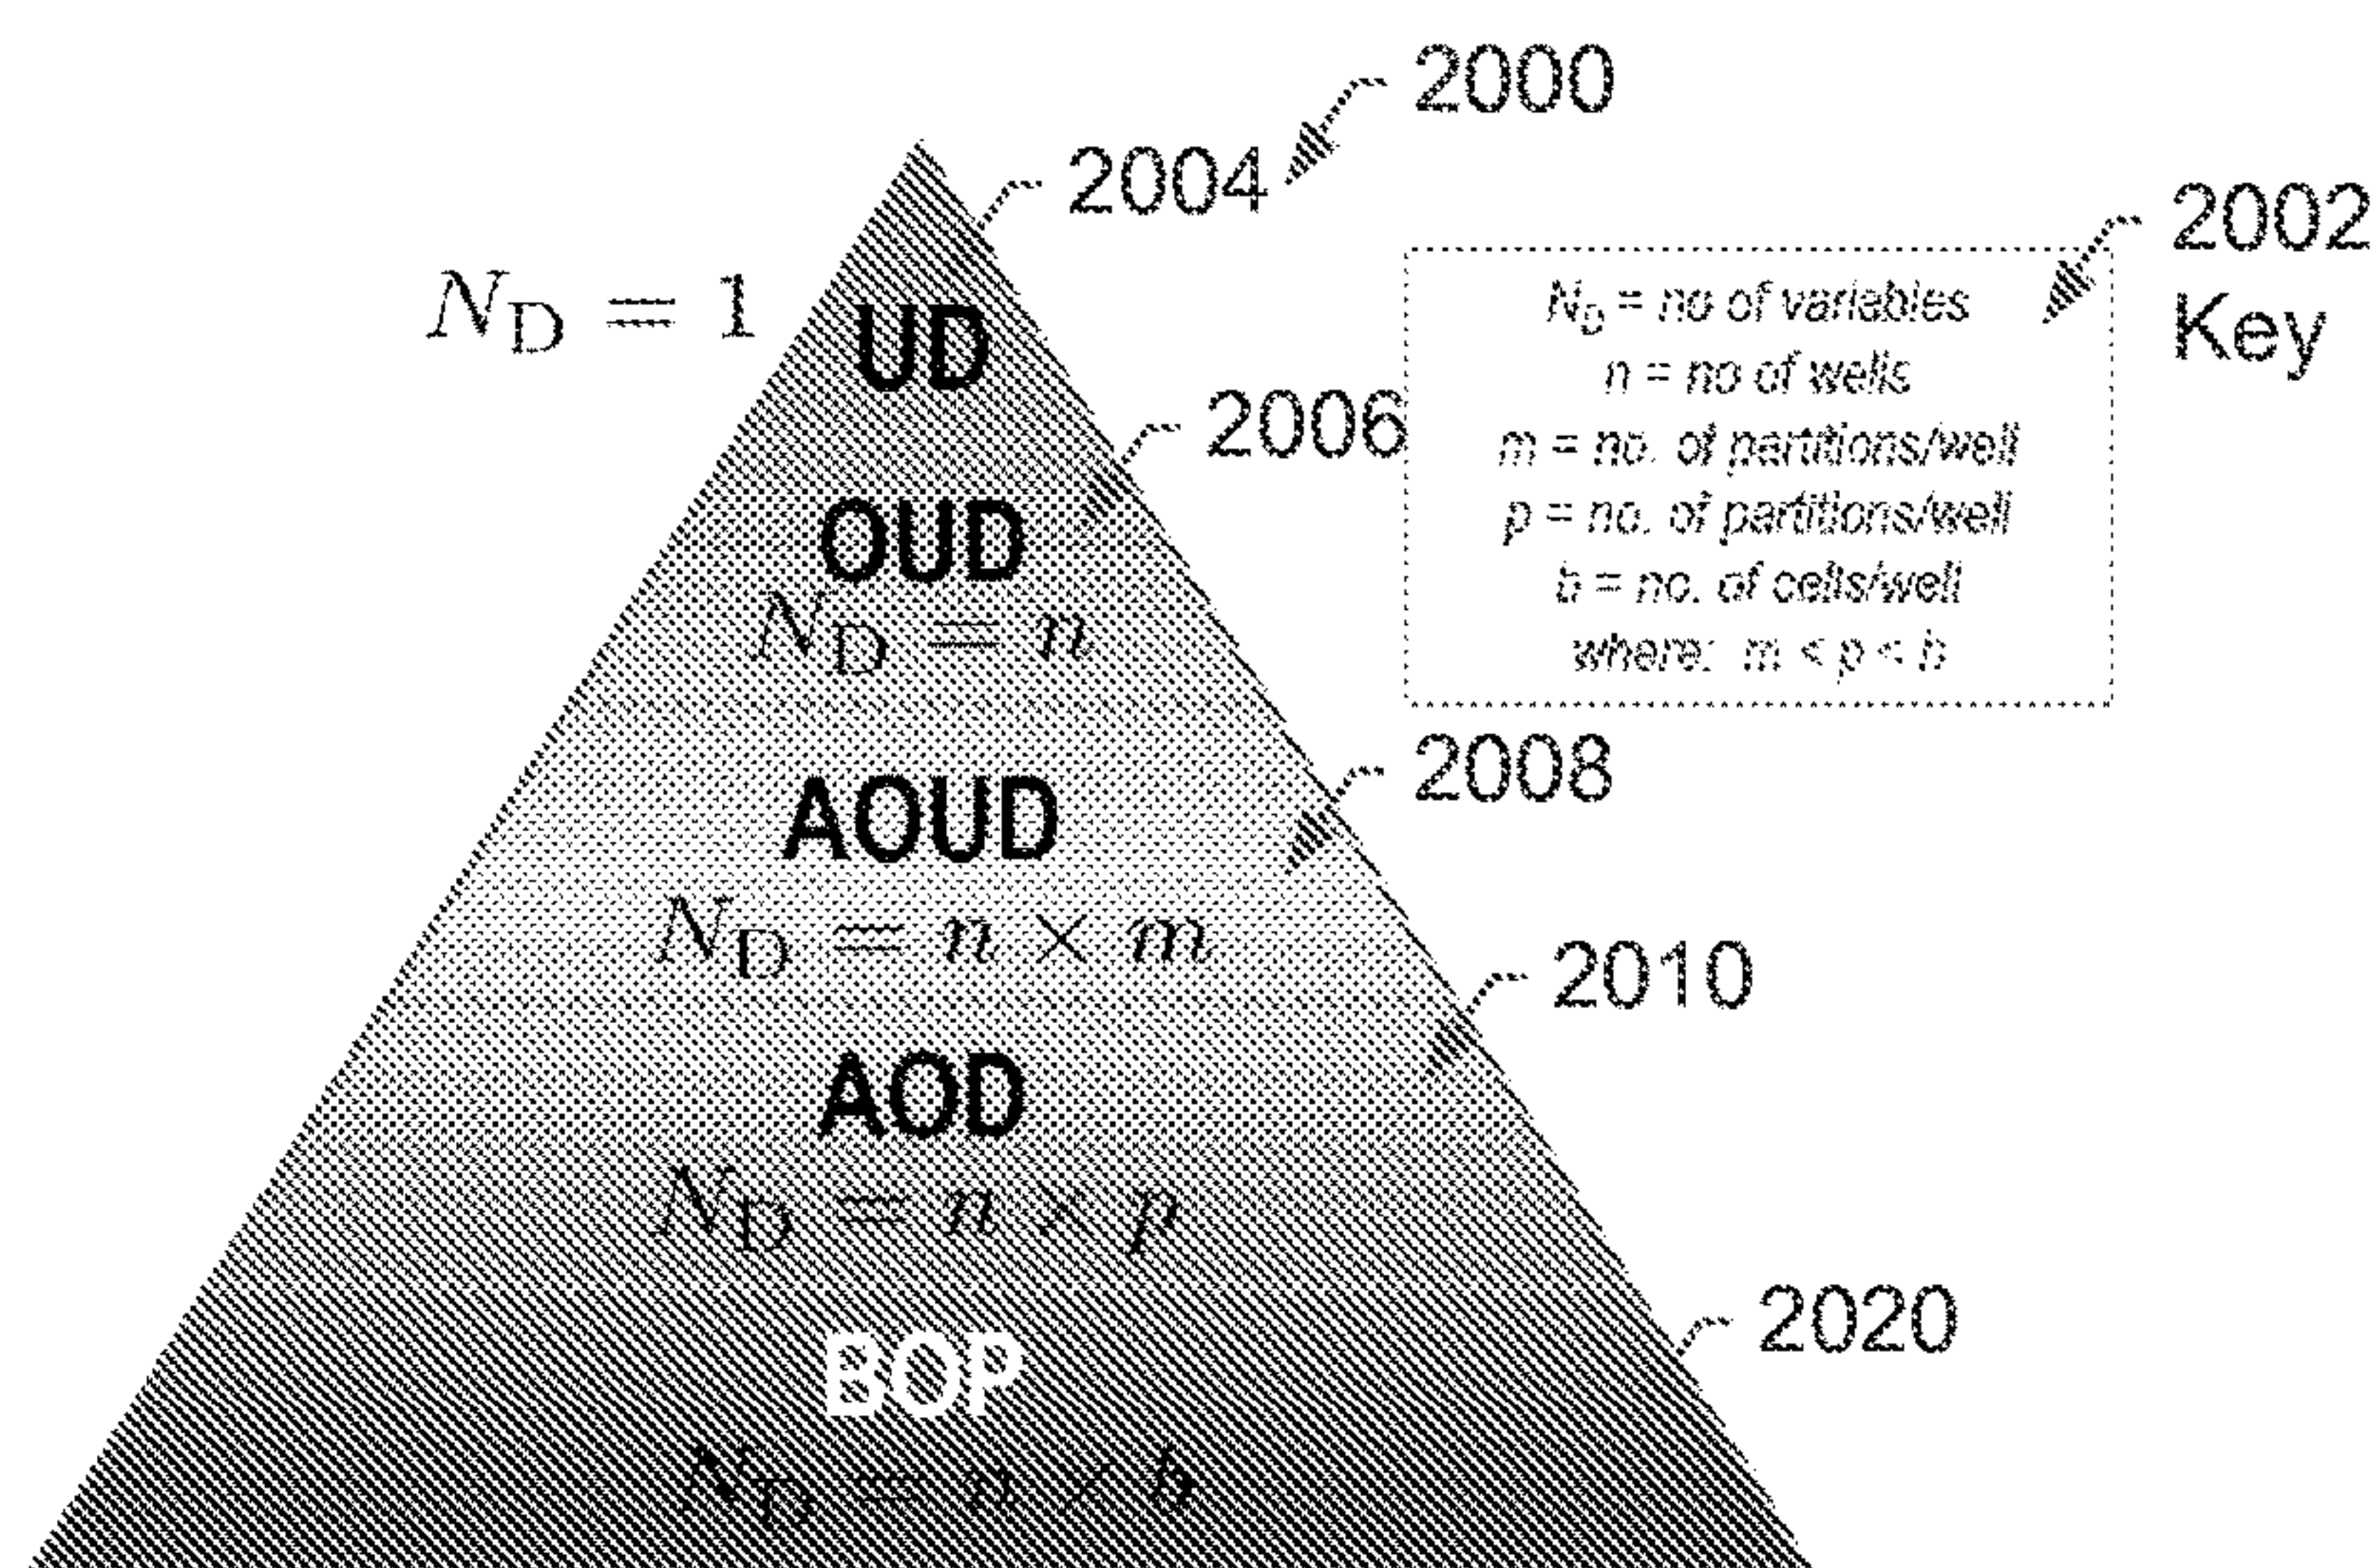 2000
2004
2002
Key
N_D = 1
UD
N_D = no of variables
n = no of wells
m = no. of partitions/well
p = no. of partitions/well
b = no. of cells/well
where: m < p < b
2006
OUD
N_D = n
2008
AOUD
N_D = n × m
2010
AOD
N_D = n × p
2020
BOP
N_D = n × b